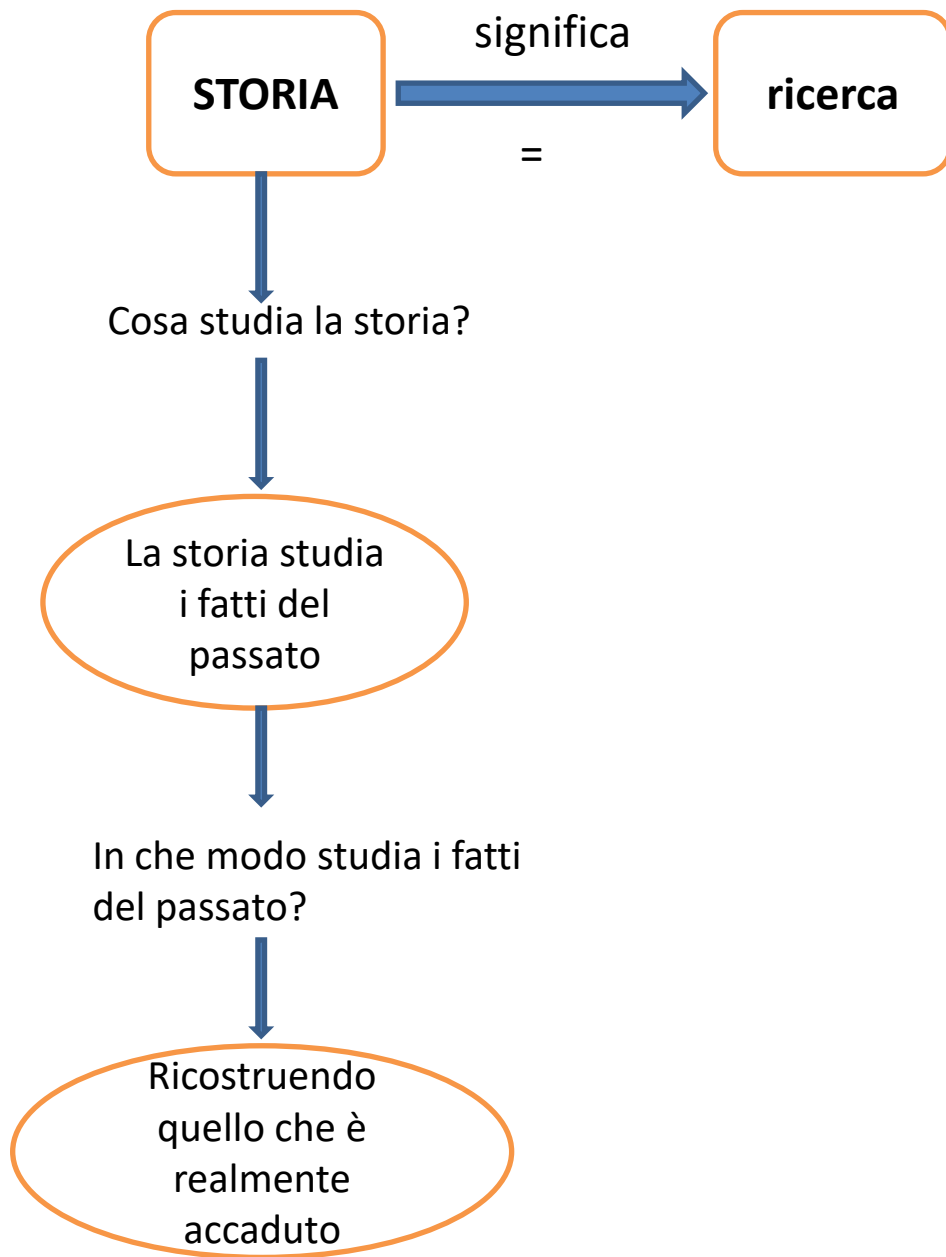 significa
STORIA
ricerca
=
Cosa studia la storia?
La storia studia
i fatti del
passato
In che modo studia i fatti
del passato?
Ricostruendo
quello che è
realmente
accaduto